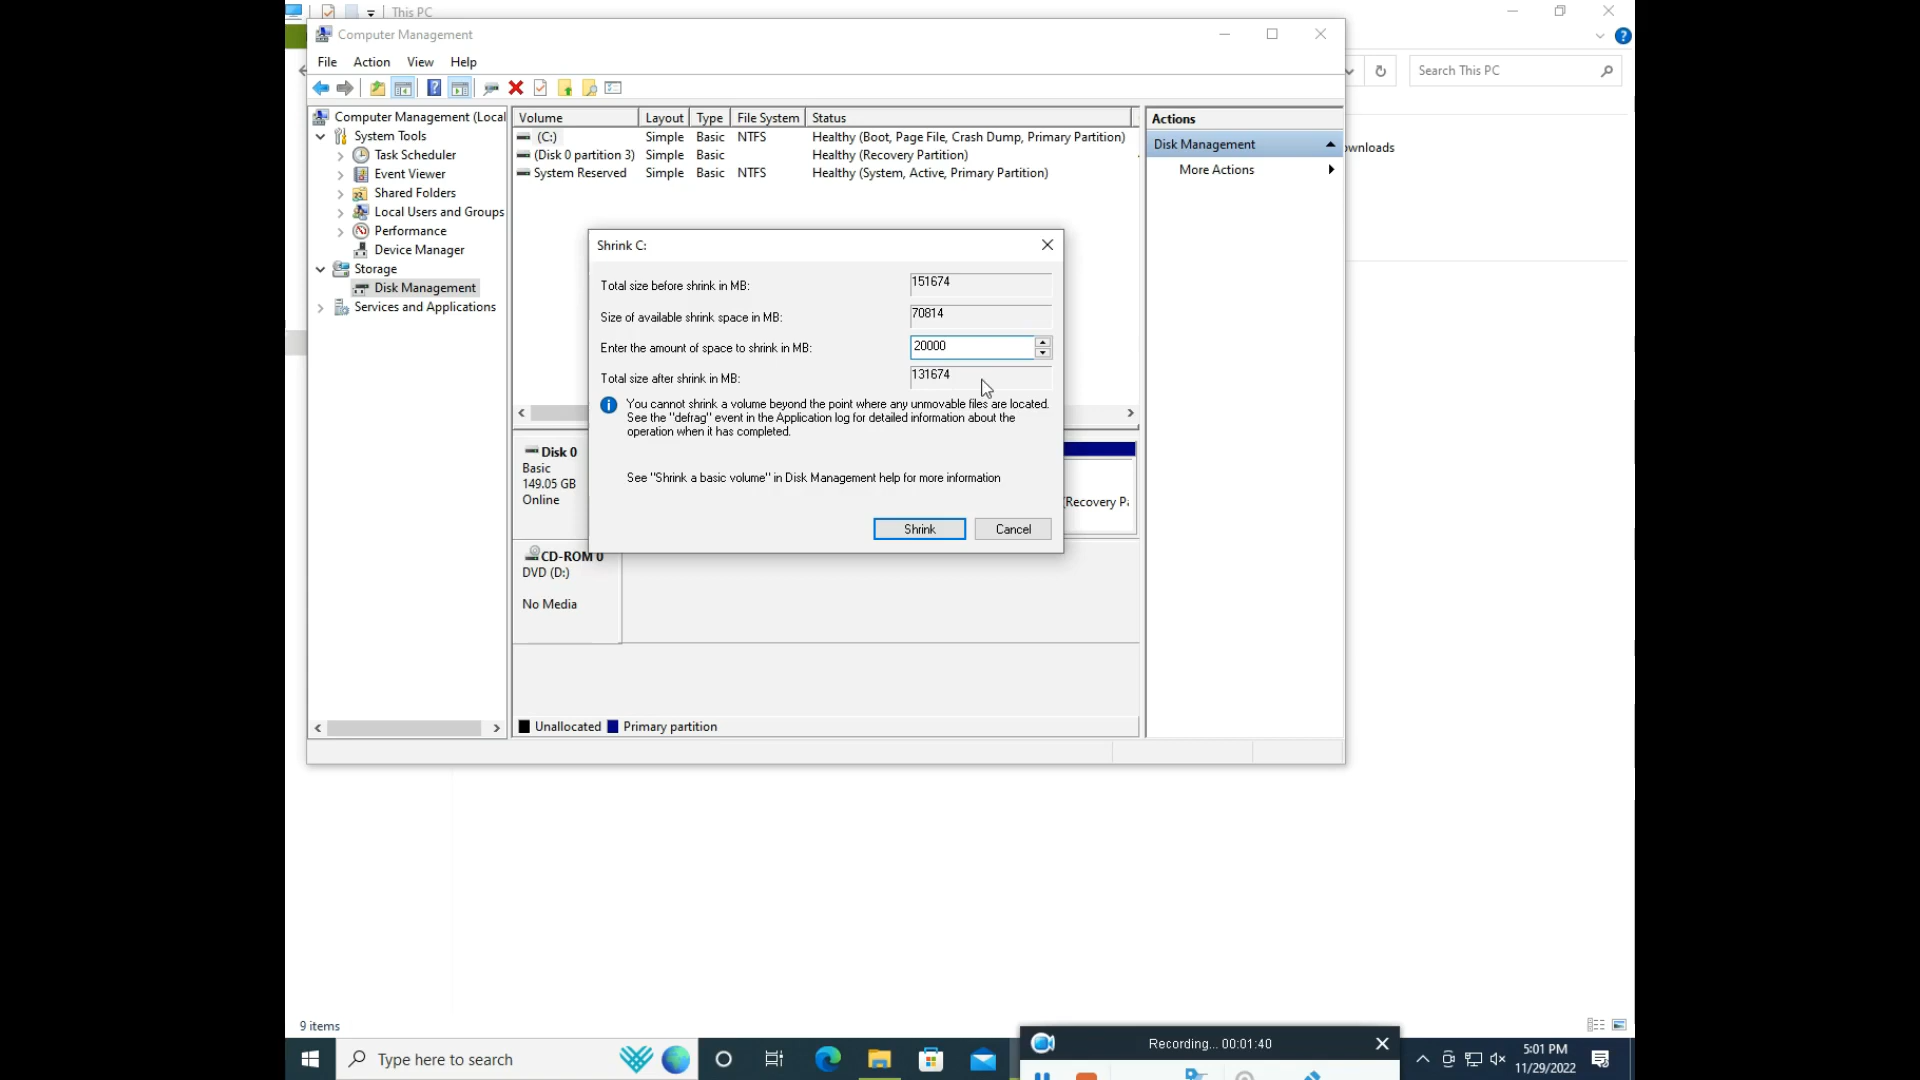 This PC
Computer Management
File Action View Help
Search This PC
Computer Management (Local
System Tools
Task Scheduler
Event Viewer
Shared Folders
Local Users and Groups
Performance
Device Manager
Storage
Disk Management
Services and Applications
Volume Layout Type File System Status
(C:) Simple Basic NTFS Healthy (Boot, Page File, Crash Dump, Primary Partition)
(Disk 0 partition 3) Simple Basic Healthy (Recovery Partition)
System Reserved Simple Basic NTFS Healthy (System, Active, Primary Partition)
Actions
Disk Management
More Actions
wnloads
Shrink C:
Total size before shrink in MB: 151674
Size of available shrink space in MB: 70814
Enter the amount of space to shrink in MB: 20000
Total size after shrink in MB: 131674
You cannot shrink a volume beyond the point where any unmovable files are located.
See the "defrag" event in the Application log for detailed information about the
operation when it has completed.
See "Shrink a basic volume" in Disk Management help for more information
Shrink Cancel
Disk 0
Basic
149.05 GB
Online
(Recovery Pa
CD-ROM 0
DVD (D:)
No Media
Unallocated Primary partition
9 items
Type here to search
Recording... 00:01:40
5:01 PM
11/29/2022